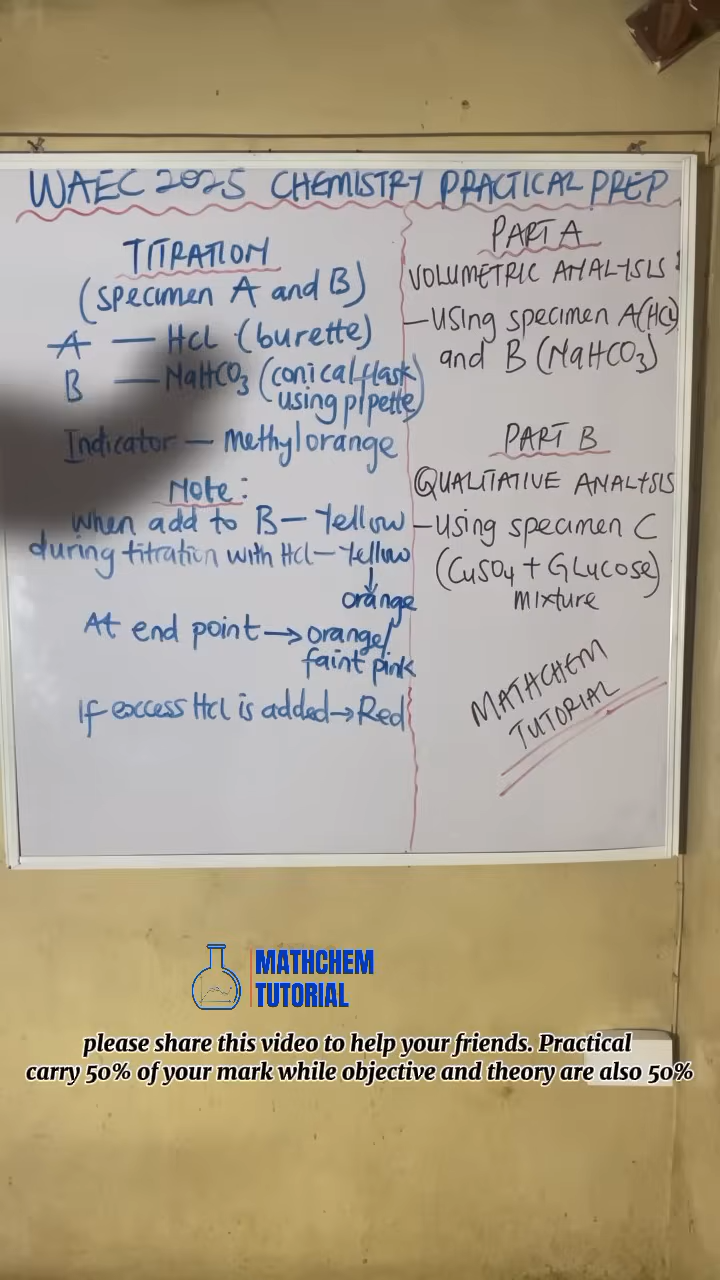 WAEC 2025 CHEMISTRY PRACTICAL PREP
TITRATION
(specimen A and B)
A — Hcl (burette)
B — NaHCO3 (conical flask
using pipette)
Indicator — Methyl orange
Note:
When add to B — Yellow
during titration with Hcl — Yellow
↓
orange
At end point → orange/
faint pink
If excess Hcl is added → Red
PART A
VOLUMETRIC ANALYSIS:
—Using specimen A(HCl)
and B (NaHCO3)
PART B
QUALITATIVE ANALYSIS
—Using specimen C
(CuSO4 + GLucose)
Mixture
MATHCHEM
TUTORIAL
MATHCHEM
TUTORIAL
please share this video to help your friends. Practical
carry 50% of your mark while objective and theory are also 50%